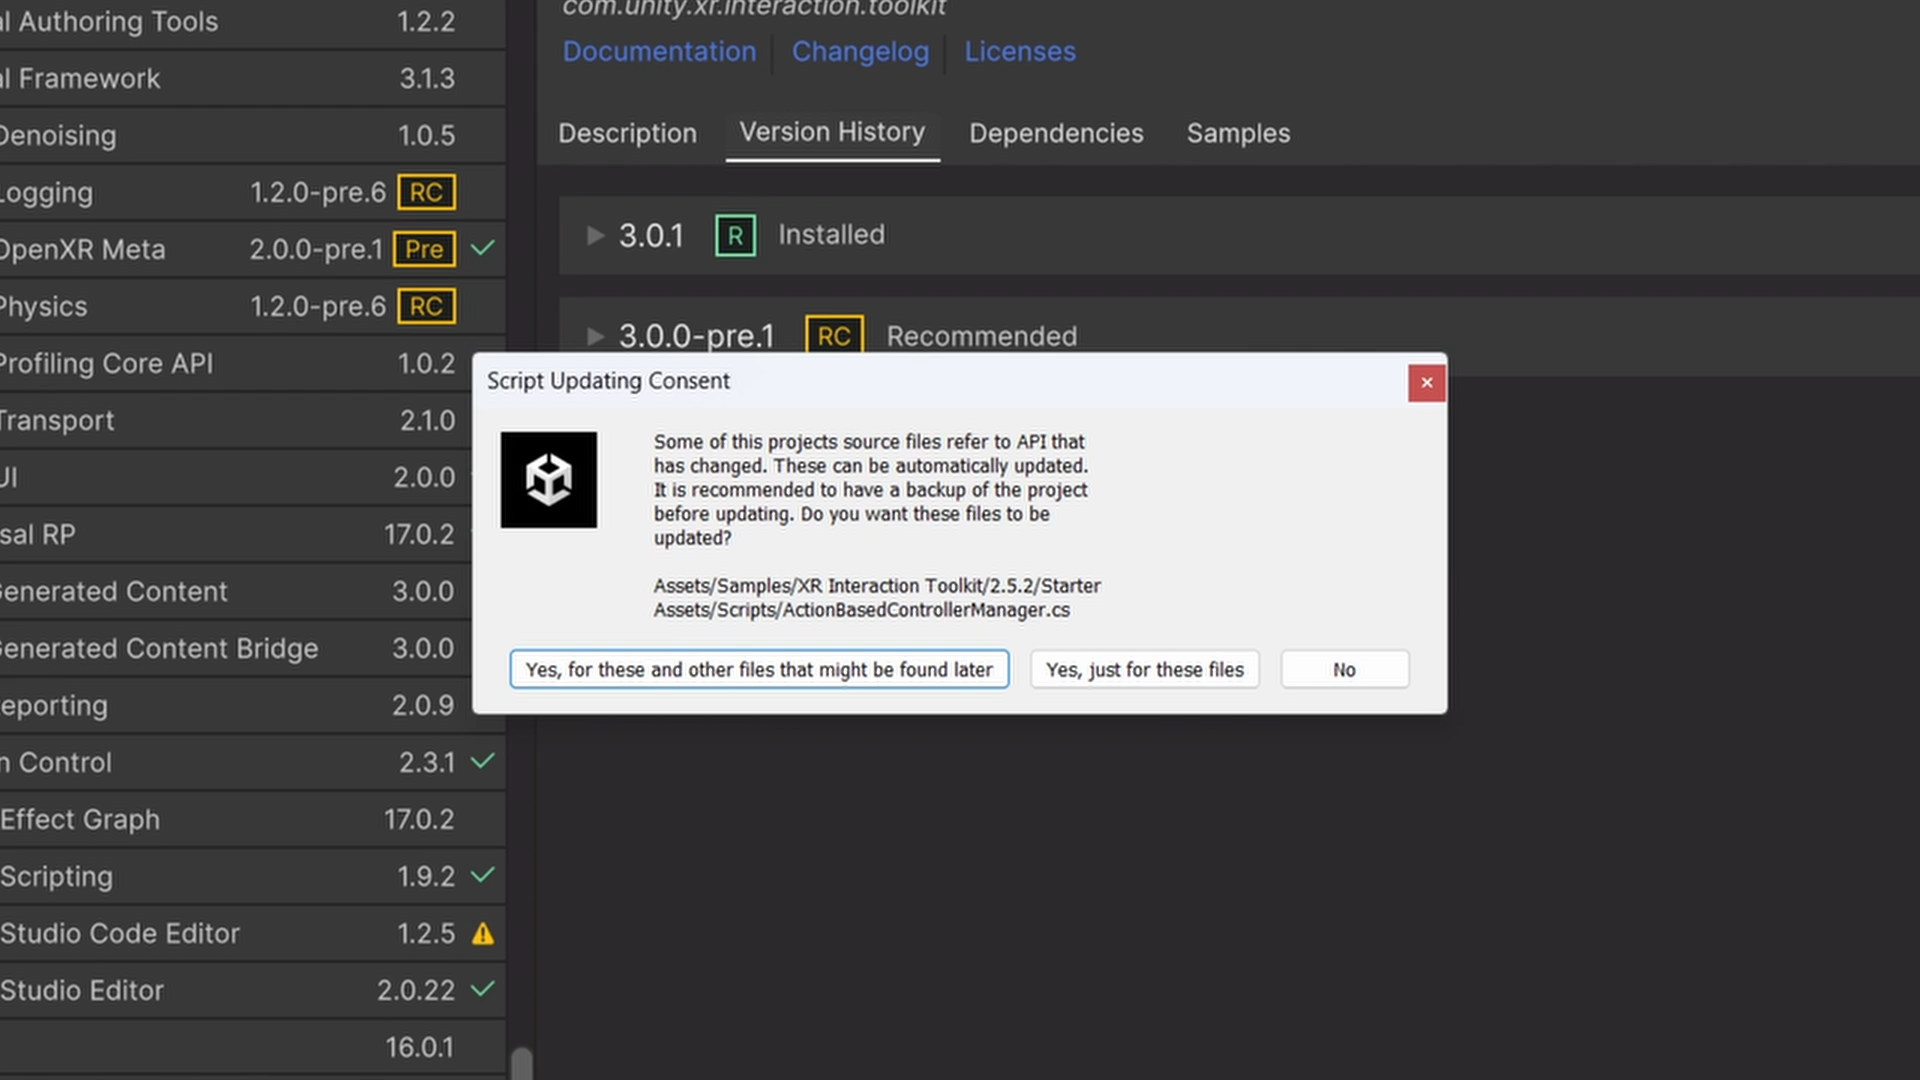 l Authoring Tools 1.2.2
l Framework 3.1.3
Denoising 1.0.5
Logging 1.2.0-pre.6 RC
OpenXR Meta 2.0.0-pre.1 Pre
Physics 1.2.0-pre.6 RC
Profiling Core API 1.0.2
Transport 2.1.0
UI 2.0.0
sal RP 17.0.2
Generated Content 3.0.0
Generated Content Bridge 3.0.0
eporting 2.0.9
n Control 2.3.1
Effect Graph 17.0.2
Scripting 1.9.2
Studio Code Editor 1.2.5
Studio Editor 2.0.22
16.0.1
com.unity.xr.interaction.toolkit
Documentation Changelog Licenses
Description Version History Dependencies Samples
3.0.1 R Installed
3.0.0-pre.1 RC Recommended
Script Updating Consent
Some of this projects source files refer to API that
has changed. These can be automatically updated.
It is recommended to have a backup of the project
before updating. Do you want these files to be
updated?
Assets/Samples/XR Interaction Toolkit/2.5.2/Starter
Assets/Scripts/ActionBasedControllerManager.cs
Yes, for these and other files that might be found later
Yes, just for these files
No